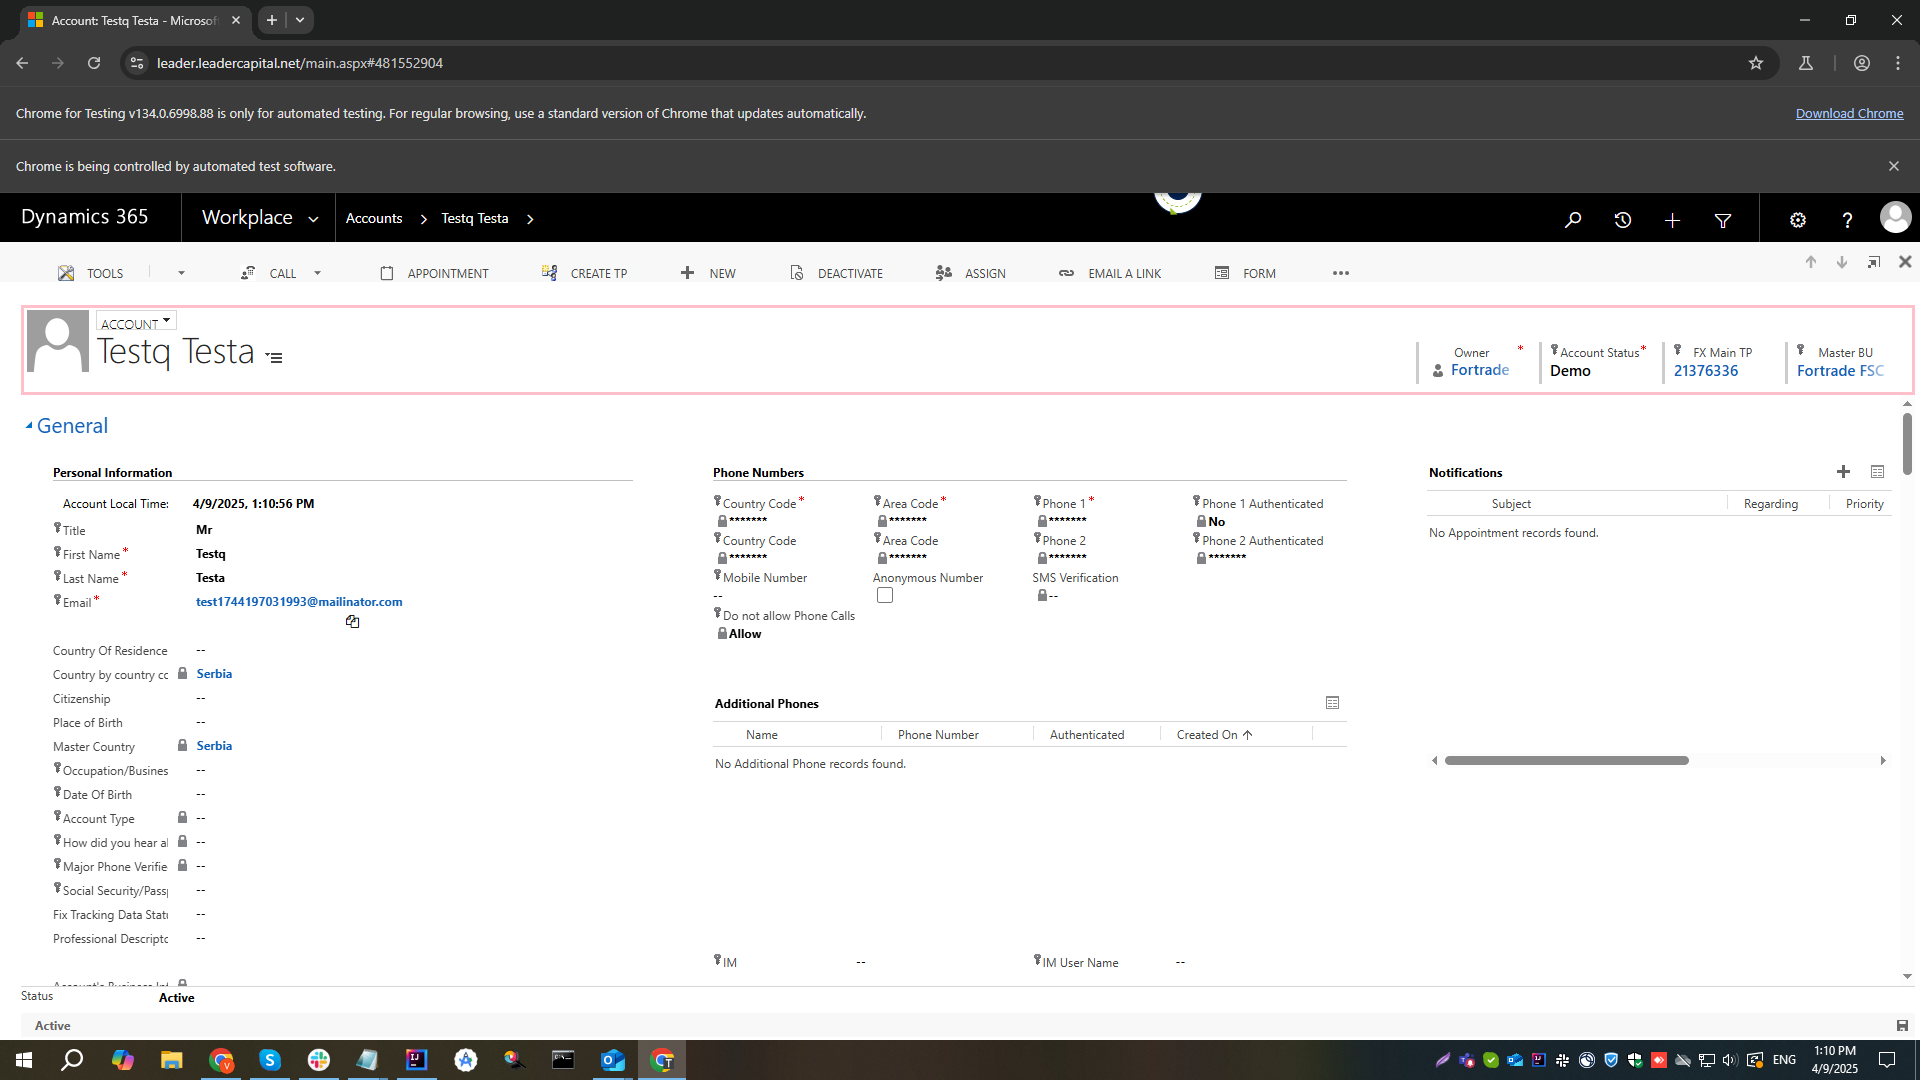 Account: Testq Testa - Microsof
leader.leadercapital.net/main.aspx#481552904
Chrome for Testing v134.0.6998.88 is only for automated testing. For regular browsing, use a standard version of Chrome that updates automatically.
Download Chrome
Chrome is being controlled by automated test software.
Dynamics 365
Workplace
Accounts
Testq Testa
TOOLS
CALL
APPOINTMENT
CREATE TP
NEW
DEACTIVATE
ASSIGN
EMAIL A LINK
FORM
ACCOUNT
Testq Testa
Owner *
Fortrade
Account Status *
Demo
FX Main TP
21376336
Master BU
Fortrade FSC
General
Personal Information
Account Local Time: 4/9/2025, 1:10:56 PM
Title Mr
First Name * Testq
Last Name * Testa
Email * test1744197031993@mailinator.com
Country Of Residence --
Country by country cc Serbia
Citizenship --
Place of Birth --
Master Country Serbia
Occupation/Busines --
Date Of Birth --
Account Type --
How did you hear a --
Major Phone Verifie --
Social Security/Pass --
Fix Tracking Data Stat --
Professional Descripto --
Phone Numbers
Country Code * Area Code * Phone 1 * Phone 1 Authenticated
******* ******* ******* No
Country Code Area Code Phone 2 Phone 2 Authenticated
******* ******* ******* *******
Mobile Number Anonymous Number SMS Verification
-- --
Do not allow Phone Calls
Allow
Additional Phones
Name Phone Number Authenticated Created On
No Additional Phone records found.
IM -- IM User Name --
Notifications
Subject Regarding Priority
No Appointment records found.
Status Active
Active
ENG
1:10 PM
4/9/2025